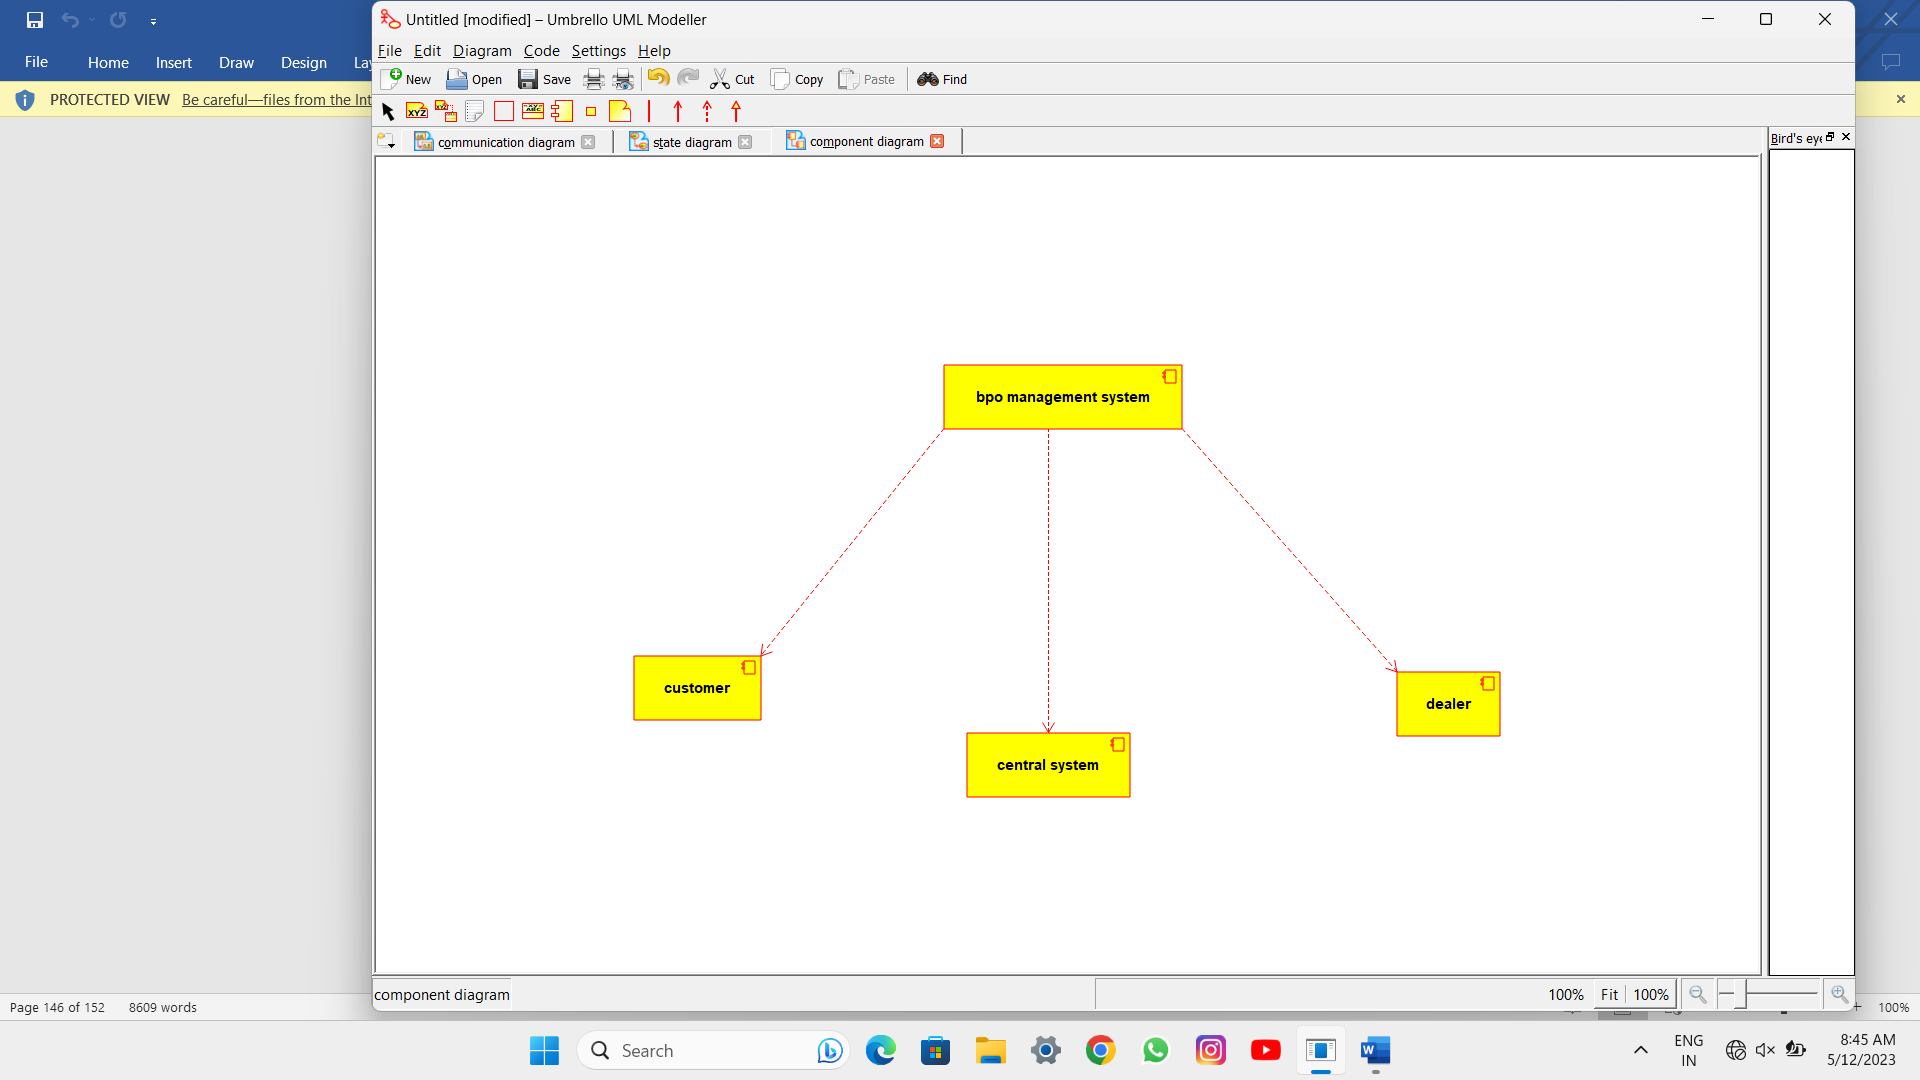 Untitled [modified] – Umbrello UML Modeller
File Edit Diagram Code Settings Help
File Home Insert Draw Design
New Open Save Cut Copy Paste Find
PROTECTED VIEW Be careful—files from the Int
XYZ
communication diagram state diagram component diagram
Bird's eye
bpo management system
customer
dealer
central system
component diagram 100% Fit 100%
Page 146 of 152 8609 words 100%
Search
ENG
IN
8:45 AM
5/12/2023